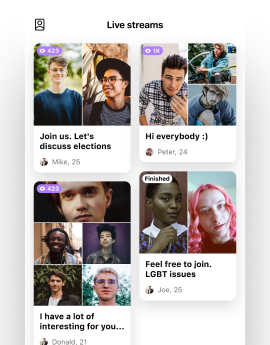 Live streams
423
Join us. Let's
discuss elections
Mike, 25
1K
Hi everybody :)
Peter, 24
423
I have a lot of
interesting for you...
Donald, 21
Finished
Feel free to join.
LGBT issues
Joe, 25